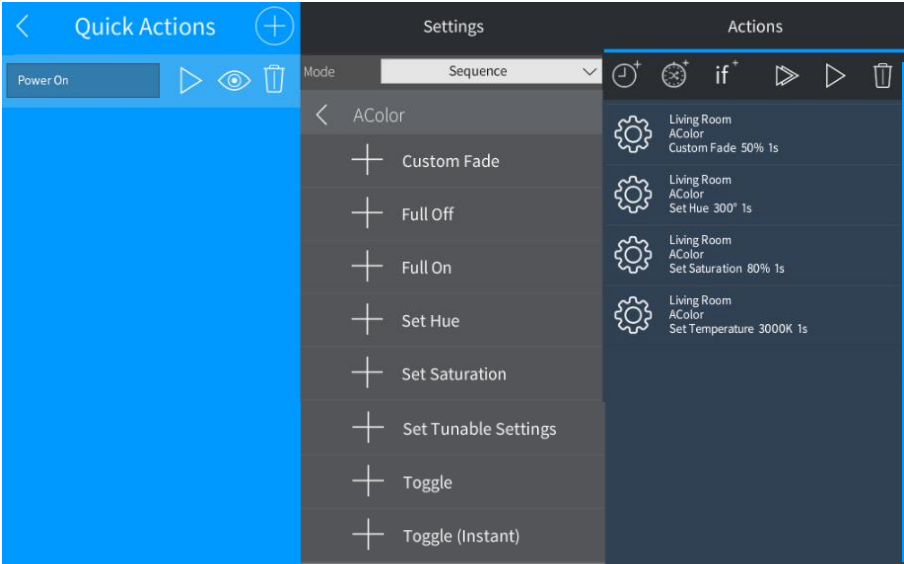 Quick Actions
Power On
Settings
Mode
Sequence
AColor
Custom Fade
Full Off
Full On
Set Hue
Set Saturation
Set Tunable Settings
Toggle
Toggle (Instant)
Actions
if+
Living Room
AColor
Custom Fade 50% 1s
Living Room
AColor
Set Hue 300° 1s
Living Room
AColor
Set Saturation 80% 1s
Living Room
AColor
Set Temperature 3000K 1s